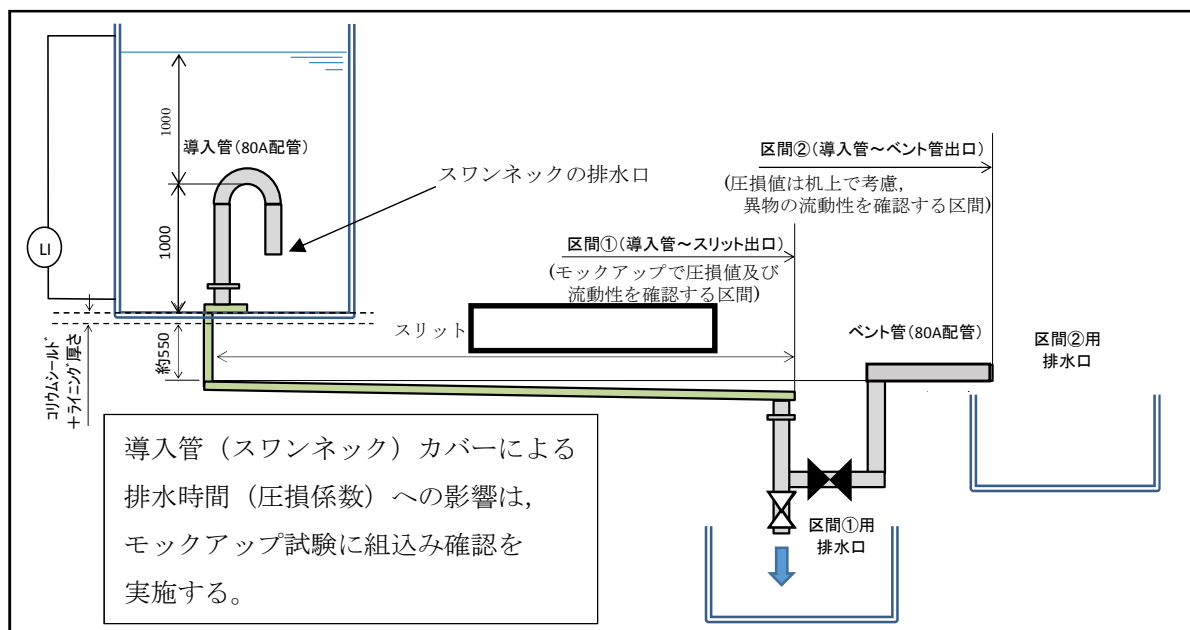 1000
導入管(80A配管)
スワンネックの排水口
1000
LI
区間②(導入管～ベント管出口)
(圧損値は机上で考慮,
異物の流動性を確認する区間)
区間①(導入管～スリット出口)
(モックアップで圧損値及び
流動性を確認する区間)
スリット
ベント管(80A配管)
区間②用
排水口
約550
コリウムシールド
＋ライニング厚さ
導入管（スワンネック）カバーによる
排水時間（圧損係数）への影響は，
モックアップ試験に組込み確認を
実施する。
区間①用
排水口